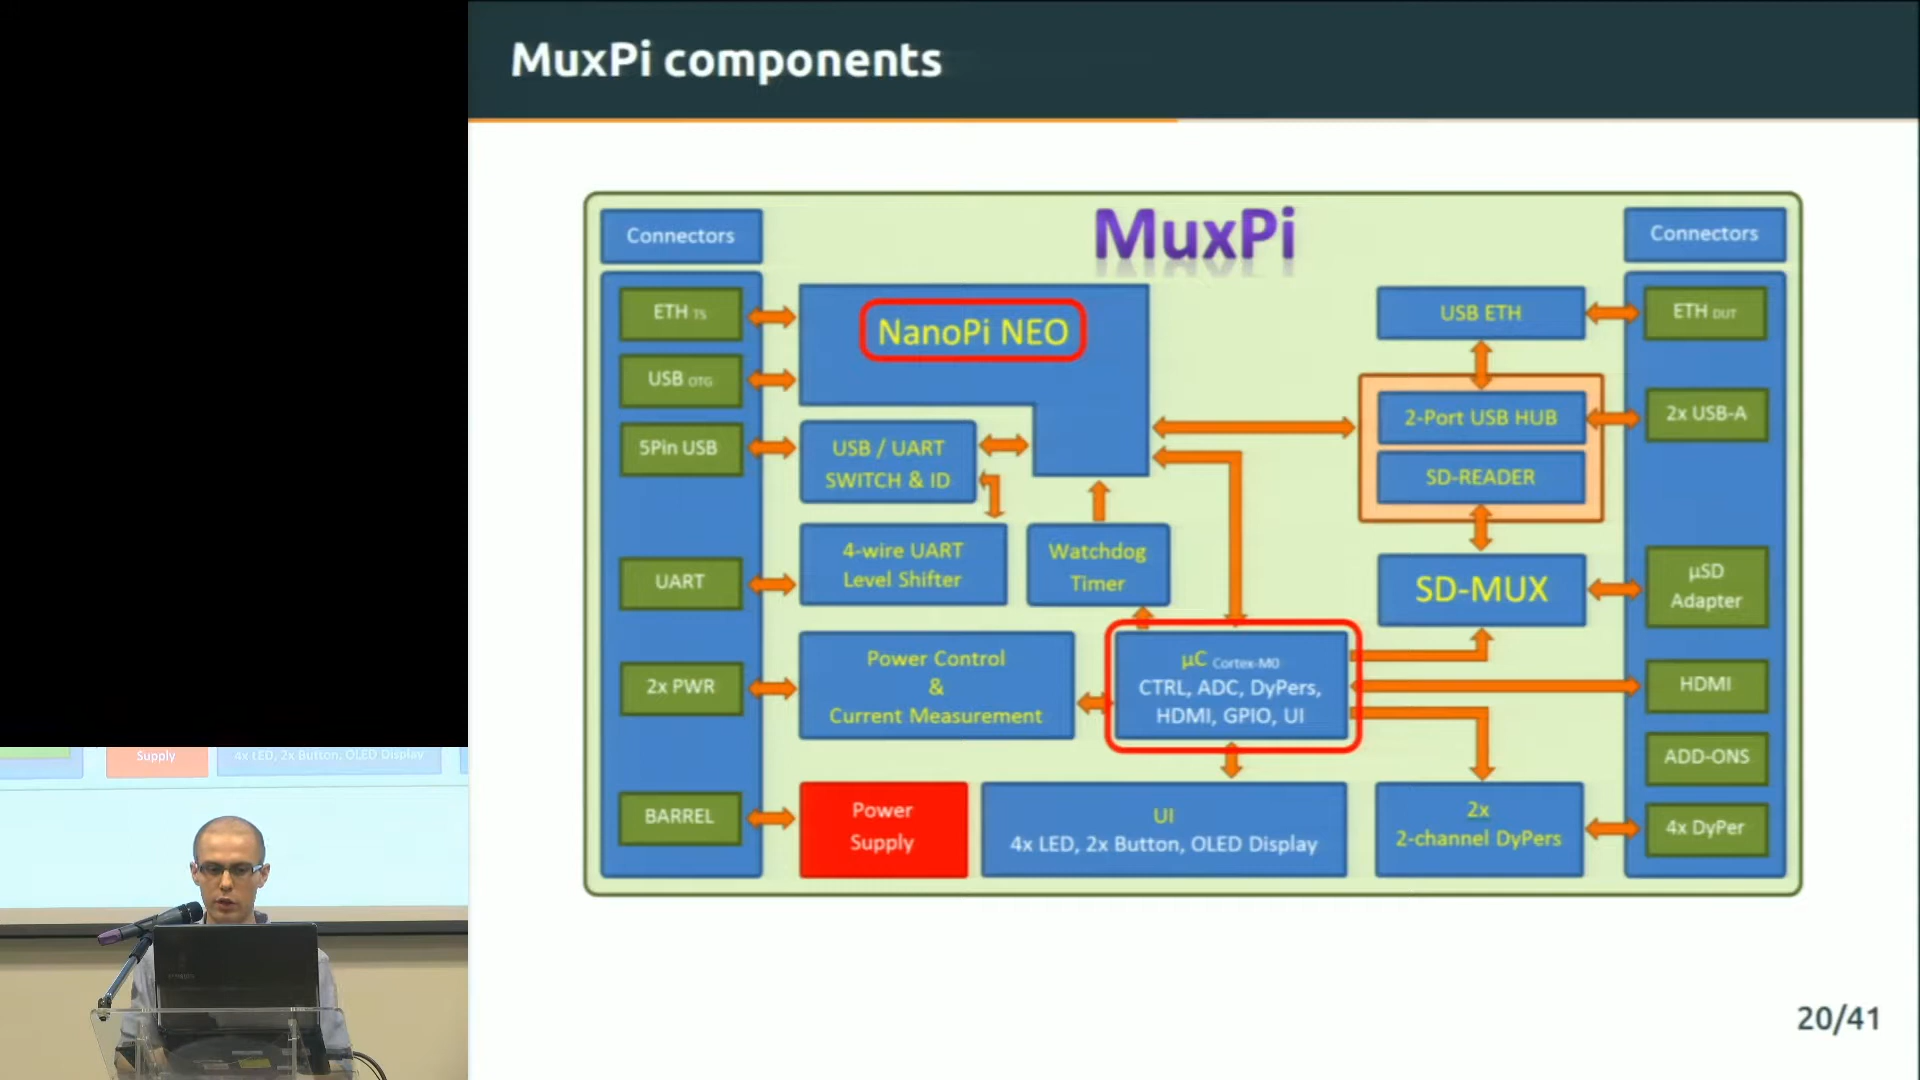 MuxPi components
MuxPi
Connectors
ETH TS
USB OTG
5Pin USB
UART
2x PWR
BARREL
NanoPi NEO
USB / UART
SWITCH & ID
4-wire UART
Level Shifter
Watchdog
Timer
Power Control
&
Current Measurement
µC Cortex-M0
CTRL, ADC, DyPers,
HDMI, GPIO, UI
Power
Supply
UI
4x LED, 2x Button, OLED Display
USB ETH
2-Port USB HUB
SD-READER
SD-MUX
2x
2-channel DyPers
Connectors
ETH DUT
2x USB-A
µSD
Adapter
HDMI
ADD-ONS
4x DyPer
20/41
Supply
4x LED, 2x Button, OLED Display